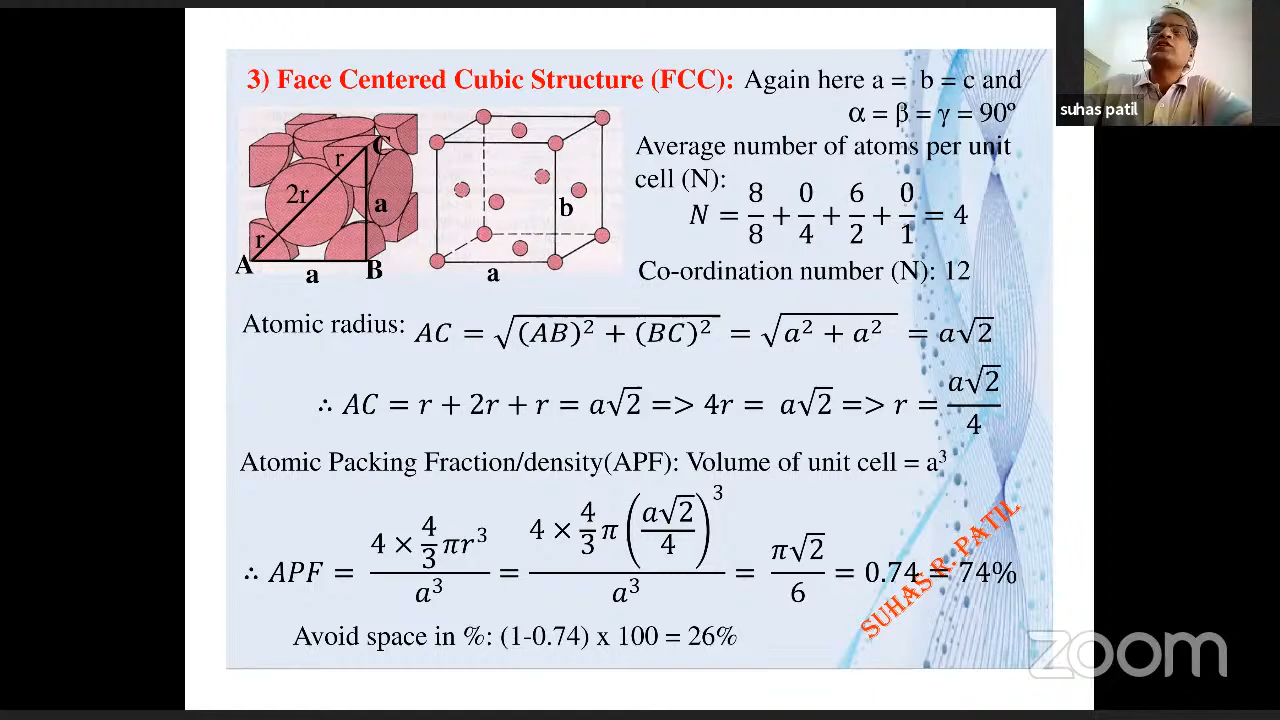 3) Face Centered Cubic Structure (FCC): Again here a = b = c and
α = β = γ = 90º
Average number of atoms per unit
cell (N):
N = 8/8 + 0/4 + 6/2 + 0/1 = 4
Co-ordination number (N): 12
r
C
2r
a
r
A
a
B
b
a
Atomic radius: AC = √((AB)² + (BC)²) = √(a² + a²) = a√2
∴ AC = r + 2r + r = a√2 => 4r = a√2 => r = a√2/4
Atomic Packing Fraction/density(APF): Volume of unit cell = a³
∴ APF = (4 × 4/3 πr³)/a³ = (4 × 4/3 π(a√2/4)³)/a³ = π√2/6 = 0.74 = 74%
Avoid space in %: (1-0.74) x 100 = 26%
SUHAS R. PATIL
suhas patil
zoom